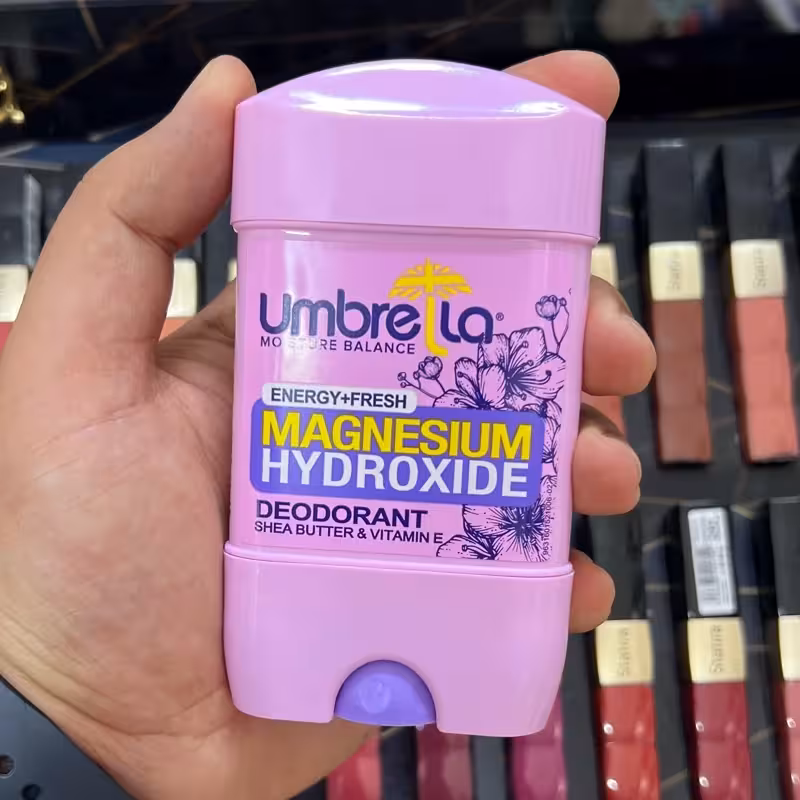 Umbrella®
MOISTURE BALANCE
ENERGY+FRESH
MAGNESIUM
HYDROXIDE
DEODORANT
SHEA BUTTER & VITAMIN E